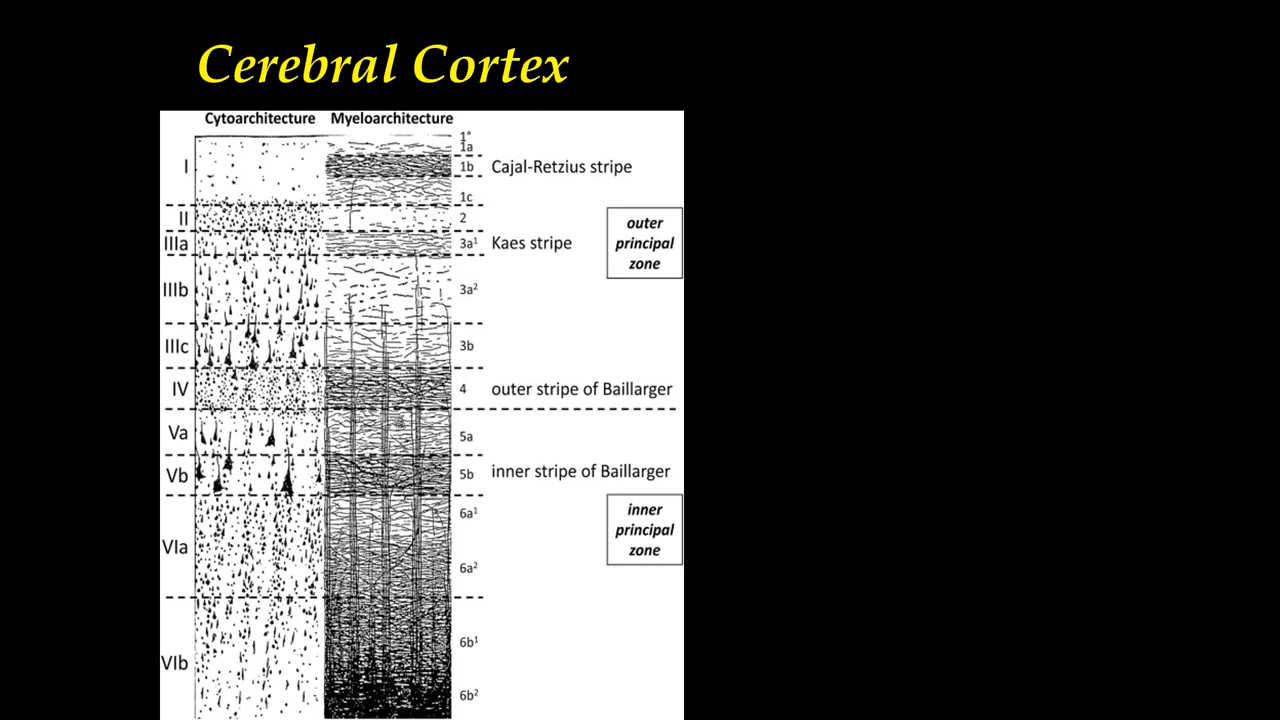 Cerebral Cortex
Cytoarchitecture Myeloarchitecture
1°
1a
I 1b Cajal-Retzius stripe
1c
II 2
outer
principal
zone
IIIa 3a¹ Kaes stripe
IIIb 3a²
IIIc 3b
IV 4 outer stripe of Baillarger
Va 5a
Vb 5b inner stripe of Baillarger
6a¹
inner
principal
zone
VIa
6a²
6b¹
VIb
6b²